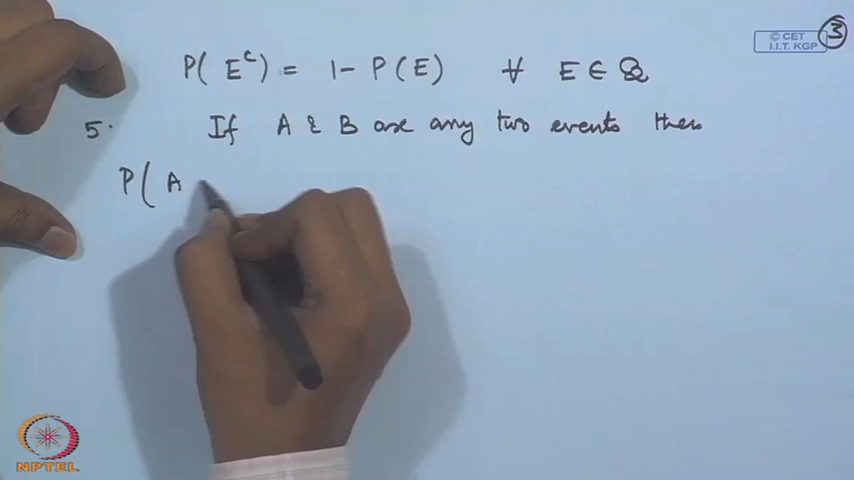 © CET
I.I.T. KGP
3
P(E^c) = 1 - P(E) ∀ E ∈ 𝓑
5. If A & B are any two events then
P(A
NPTEL